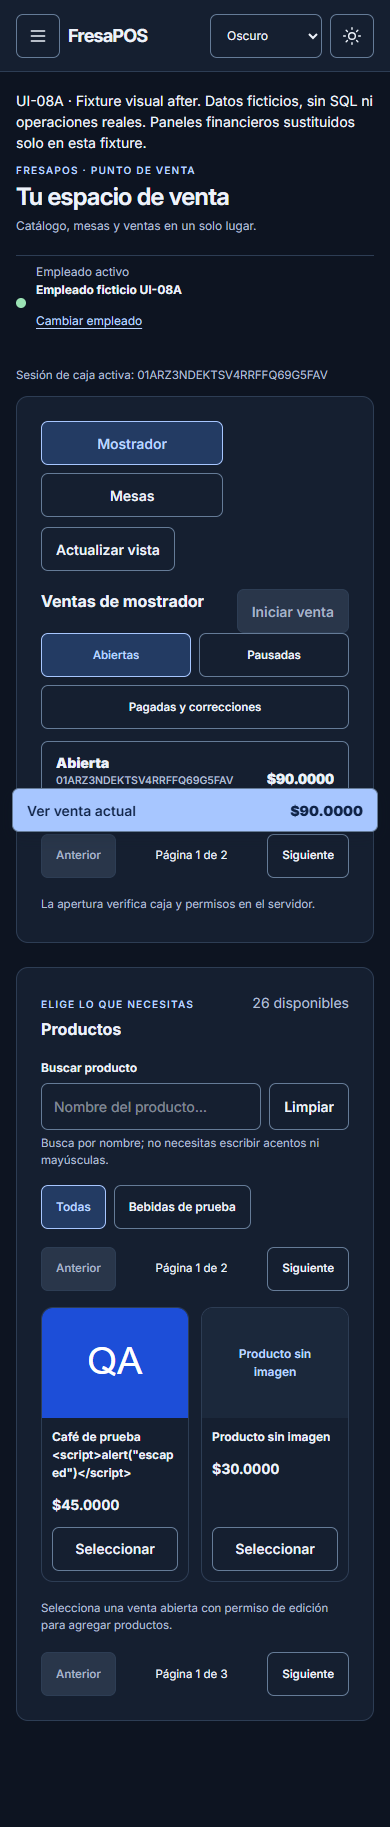 FresaPOS
Oscuro
UI-08A · Fixture visual after. Datos ficticios, sin SQL ni
operaciones reales. Paneles financieros sustituidos
solo en esta fixture.
FRESAPOS · PUNTO DE VENTA
Tu espacio de venta
Catálogo, mesas y ventas en un solo lugar.
Empleado activo
Empleado ficticio UI-08A
Cambiar empleado
Sesión de caja activa: 01ARZ3NDEKTSV4RRFFQ69G5FAV
Mostrador
Mesas
Actualizar vista
Ventas de mostrador
Iniciar venta
Abiertas
Pausadas
Pagadas y correcciones
Abierta
01ARZ3NDEKTSV4RRFFQ69G5FAV
$90.0000
Ver venta actual
$90.0000
Anterior
Página 1 de 2
Siguiente
La apertura verifica caja y permisos en el servidor.
ELIGE LO QUE NECESITAS
26 disponibles
Productos
Buscar producto
Nombre del producto...
Limpiar
Busca por nombre; no necesitas escribir acentos ni
mayúsculas.
Todas
Bebidas de prueba
Anterior
Página 1 de 2
Siguiente
QA
Café de prueba
<script>alert("escap
ed")</script>
$45.0000
Seleccionar
Producto sin
imagen
Producto sin imagen
$30.0000
Seleccionar
Selecciona una venta abierta con permiso de edición
para agregar productos.
Anterior
Página 1 de 3
Siguiente